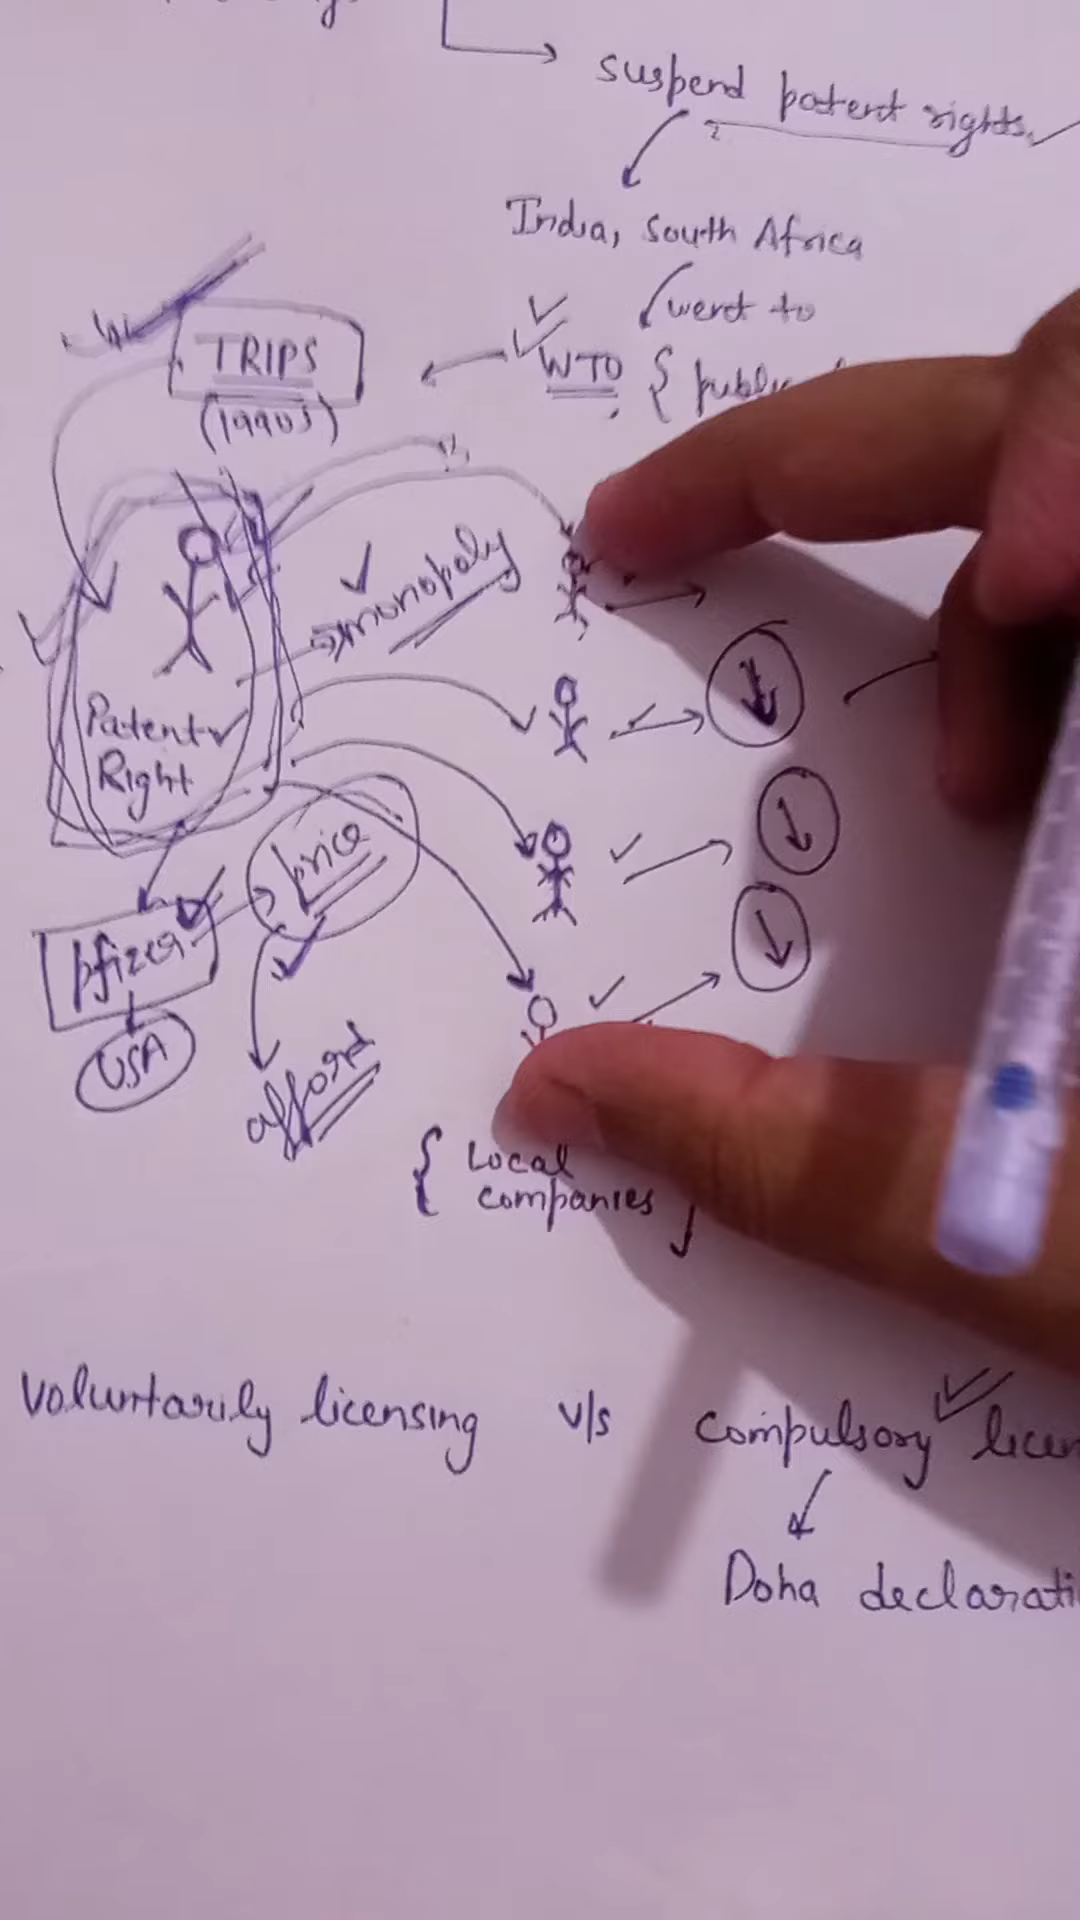 suspend patent rights.
India, South Africa
went to
WTO {
TRIPS
(1990s)
monopoly
Patent
Right
price
pfizer
USA
afford
{ Local
companies
voluntarily licensing v/s compulsory
Doha